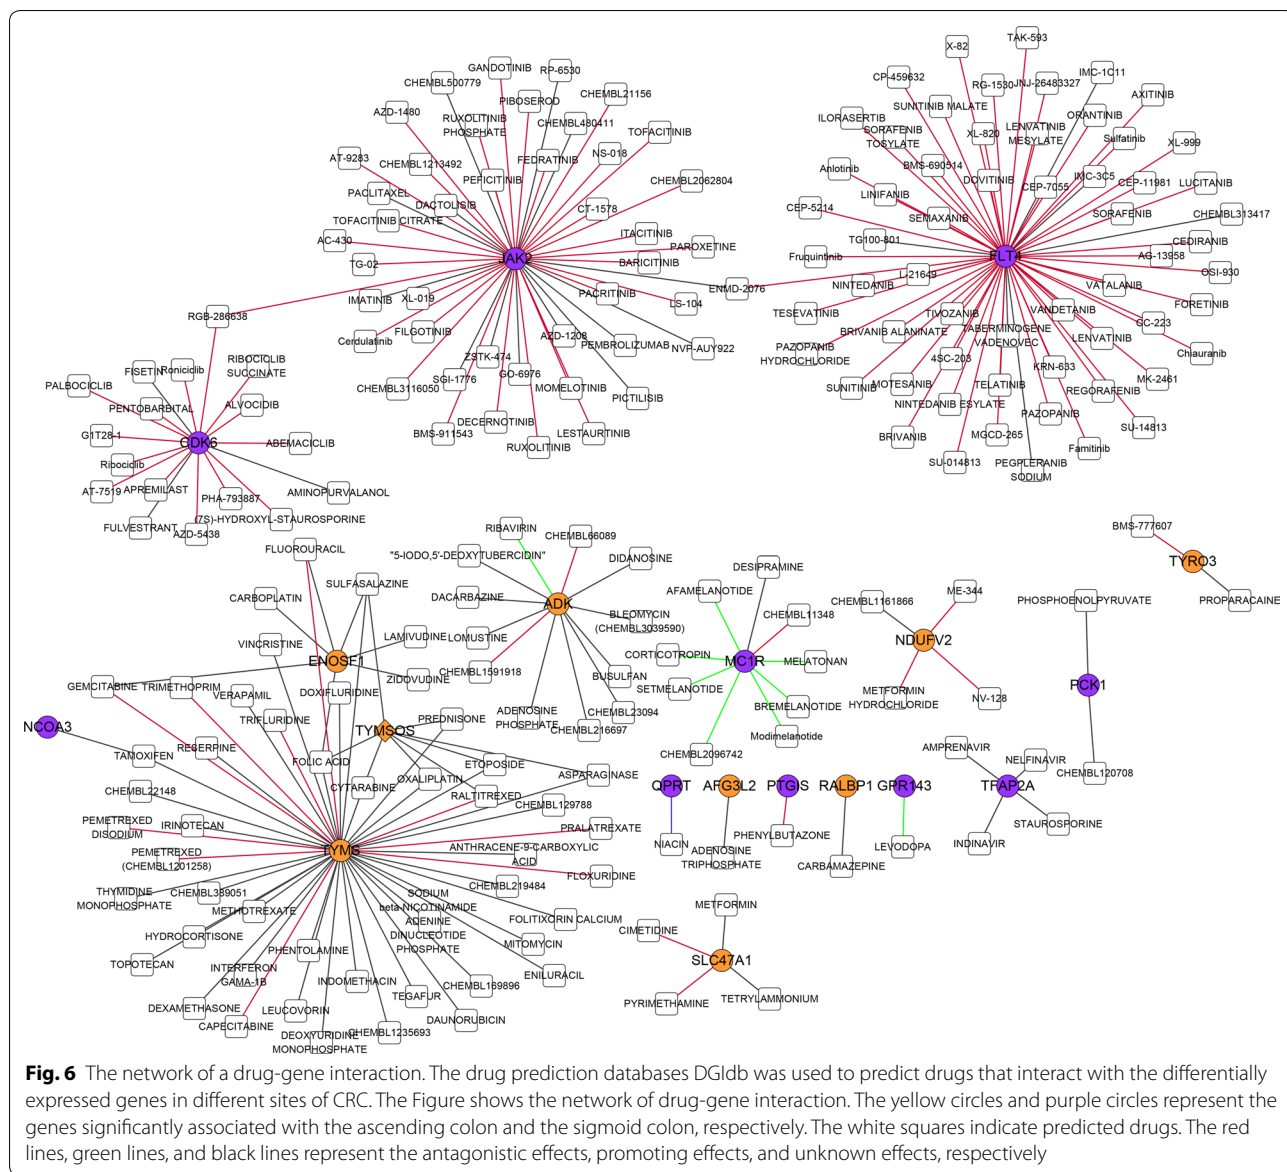 TAK-593
X-82
GANDOTINIB
RP-6530
IMC-1C11
CP-459632
RG-1530
JNJ-26483327
CHEMBL500779
PIBOSEROD
CHEMBL21156
AXITINIB
SUNITINIB MALATE
AZD-1480
RUXOLITINIB
PHOSPHATE
CHEMBL480411
TOFACITINIB
ILORASERTIB
SORAFENIB
TOSYLATE
XL-820
LENVATINIB
MESYLATE
ORANTINIB
Sulfatinib
XL-999
AT-9283
CHEMBL1213492
FEDRATINIB
NS-018
Anlotinib
BMS-690514
DOVITINIB
IMC-3C5
CEP-7055
CEP-11981
LUCITANIB
PACLITAXEL
PEFICITINIB
CHEMBL2062804
LINIFANIB
DACTOLISIB
CT-1578
CEP-5214
SEMAXANIB
SORAFENIB
CHEMBL313417
TOFACITINIB CITRATE
AC-430
ITACITINIB
PAROXETINE
TG100-801
CEDIRANIB
AG-13958
JAK2
FLT4
TG-02
BARICITINIB
Fruquintinib
L-21649
OSI-930
ENMD-2076
NINTEDANIB
VATALANIB
IMATINIB
XL-019
PACRITINIB
LS-104
TESEVATINIB
FORETINIB
RGB-286638
TIVOZANIB
VANDETANIB
CC-223
Cerdulatinib
FILGOTINIB
AZD-1208
PEMBROLIZUMAB
NVP-AUY922
BRIVANIB ALANINATE
TABERMINOGENE
VADENOVEC
LENVATINIB
Chiauranib
PAZOPANIB
HYDROCHLORIDE
4SC-203
KRN-633
FISETIN
Roniciclib
RIBOCICLIB
SUCCINATE
ZSTK-474
GO-6976
SGI-1776
MOMELOTINIB
PALBOCICLIB
CHEMBL3116050
PICTILISIB
SUNITINIB
MOTESANIB
TELATINIB
REGORAFENIB
MK-2461
PENTOBARBITAL
ALVOCIDIB
NINTEDANIB ESYLATE
PAZOPANIB
DECERNOTINIB
LESTAURTINIB
G1T28-1
CDK6
ABEMACICLIB
BMS-911543
RUXOLITINIB
BRIVANIB
MGCD-265
SU-14813
Famitinib
Ribociclib
SU-014813
PEGPLERANIB
SODIUM
AT-7519
APREMILAST
PHA-793887
AMINOPURVALANOL
FULVESTRANT
AZD-5438
(7S)-HYDROXYL-STAUROSPORINE
RIBAVIRIN
CHEMBL66089
BMS-777607
FLUOROURACIL
"5-IODO,5'-DEOXYTUBERCIDIN"
DIDANOSINE
DESIPRAMINE
TYRO3
SULFASALAZINE
AFAMELANOTIDE
ME-344
CARBOPLATIN
DACARBAZINE
ADK
BLEOMYCIN
(CHEMBL3039590)
CHEMBL11348
CHEMBL1161866
PHOSPHOENOLPYRUVATE
PROPARACAINE
VINCRISTINE
LAMIVUDINE
LOMUSTINE
NDUFV2
ENOSF1
CORTICOTROPIN
MC1R
MELATONAN
GEMCITABINE
TRIMETHOPRIM
ZIDOVUDINE
CHEMBL1591918
BUSULFAN
SETMELANOTIDE
METFORMIN
HYDROCHLORIDE
NV-128
PCK1
VERAPAMIL
DOXIFLURIDINE
ADENOSINE
PHOSPHATE
CHEMBL23094
BREMELANOTIDE
NCOA3
TRIFLURIDINE
PREDNISONE
TYMSOS
CHEMBL216697
Modimelanotide
TAMOXIFEN
RESERPINE
FOLIC ACID
ETOPOSIDE
CHEMBL2096742
AMPRENAVIR
NELFINAVIR
CHEMBL120708
CHEMBL22148
CYTARABINE
OXALIPLATIN
ASPARAGINASE
RALTITREXED
QPRT
AFG3L2
PTGIS
RALBP1
GPR143
TFAP2A
CHEMBL129788
PEMETREXED
DISODIUM
IRINOTECAN
PRALATREXATE
STAUROSPORINE
PHENYLBUTAZONE
INDINAVIR
PEMETREXED
(CHEMBL1201258)
TYMS
ANTHRACENE-9-CARBOXYLIC
ACID
NIACIN
ADENOSINE
TRIPHOSPHATE
CARBAMAZEPINE
LEVODOPA
FLOXURIDINE
THYMIDINE
MONOPHOSPHATE
CHEMBL389051
CHEMBL219484
METHOTREXATE
SODIUM
beta-NICOTINAMIDE
ADENINE
DINUCLEOTIDE
PHOSPHATE
METFORMIN
FOLITIXORIN CALCIUM
CIMETIDINE
HYDROCORTISONE
MITOMYCIN
TOPOTECAN
PHENTOLAMINE
SLC47A1
INTERFERON
GAMA-1B
INDOMETHACIN
ENILURACIL
CHEMBL169896
TEGAFUR
PYRIMETHAMINE
TETRYLAMMONIUM
DEXAMETHASONE
LEUCOVORIN
DAUNORUBICIN
CAPECITABINE
CHEMBL1235693
DEOXYURIDINE
MONOPHOSPHATE
Fig. 6 The network of a drug-gene interaction. The drug prediction databases DGIdb was used to predict drugs that interact with the differentially
expressed genes in different sites of CRC. The Figure shows the network of drug-gene interaction. The yellow circles and purple circles represent the
genes significantly associated with the ascending colon and the sigmoid colon, respectively. The white squares indicate predicted drugs. The red
lines, green lines, and black lines represent the antagonistic effects, promoting effects, and unknown effects, respectively